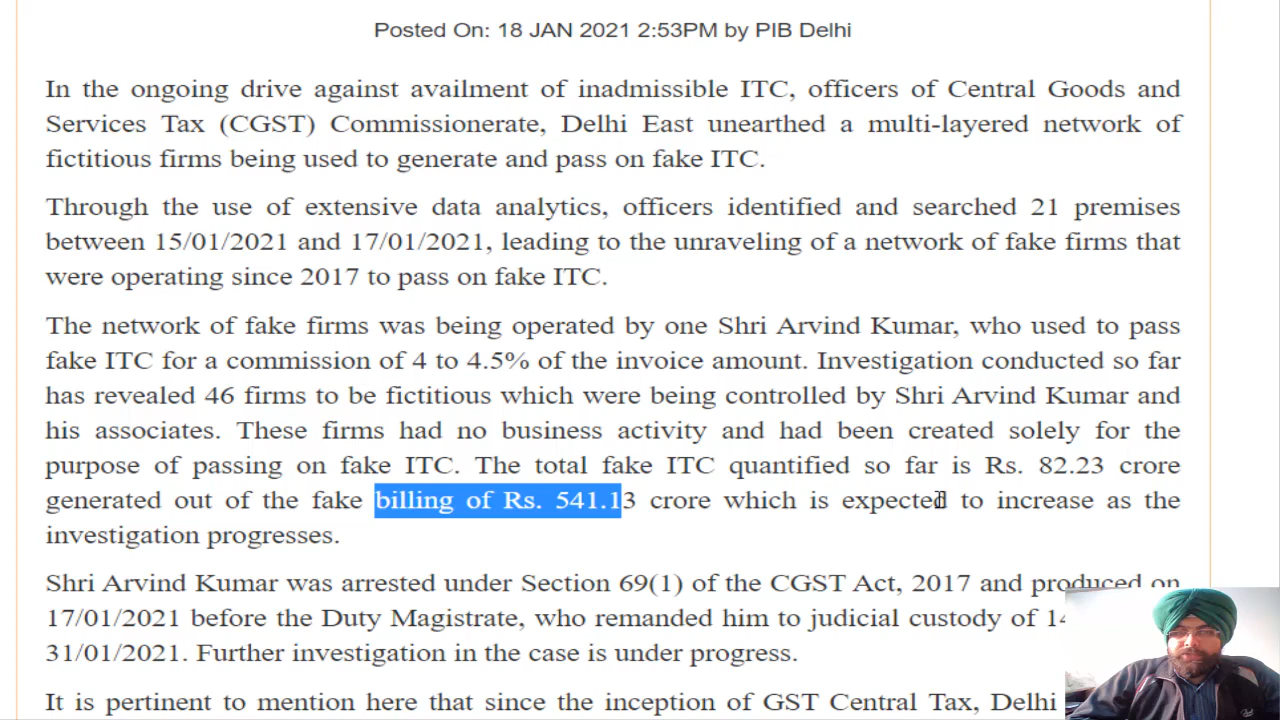 Posted On: 18 JAN 2021 2:53PM by PIB Delhi
In the ongoing drive against availment of inadmissible ITC, officers of Central Goods and
Services Tax (CGST) Commissionerate, Delhi East unearthed a multi-layered network of
fictitious firms being used to generate and pass on fake ITC.
Through the use of extensive data analytics, officers identified and searched 21 premises
between 15/01/2021 and 17/01/2021, leading to the unraveling of a network of fake firms that
were operating since 2017 to pass on fake ITC.
The network of fake firms was being operated by one Shri Arvind Kumar, who used to pass
fake ITC for a commission of 4 to 4.5% of the invoice amount. Investigation conducted so far
has revealed 46 firms to be fictitious which were being controlled by Shri Arvind Kumar and
his associates. These firms had no business activity and had been created solely for the
purpose of passing on fake ITC. The total fake ITC quantified so far is Rs. 82.23 crore
generated out of the fake billing of Rs. 541.13 crore which is expected to increase as the
investigation progresses.
Shri Arvind Kumar was arrested under Section 69(1) of the CGST Act, 2017 and produced on
17/01/2021 before the Duty Magistrate, who remanded him to judicial custody of
31/01/2021. Further investigation in the case is under progress.
It is pertinent to mention here that since the inception of GST Central Tax, Delhi